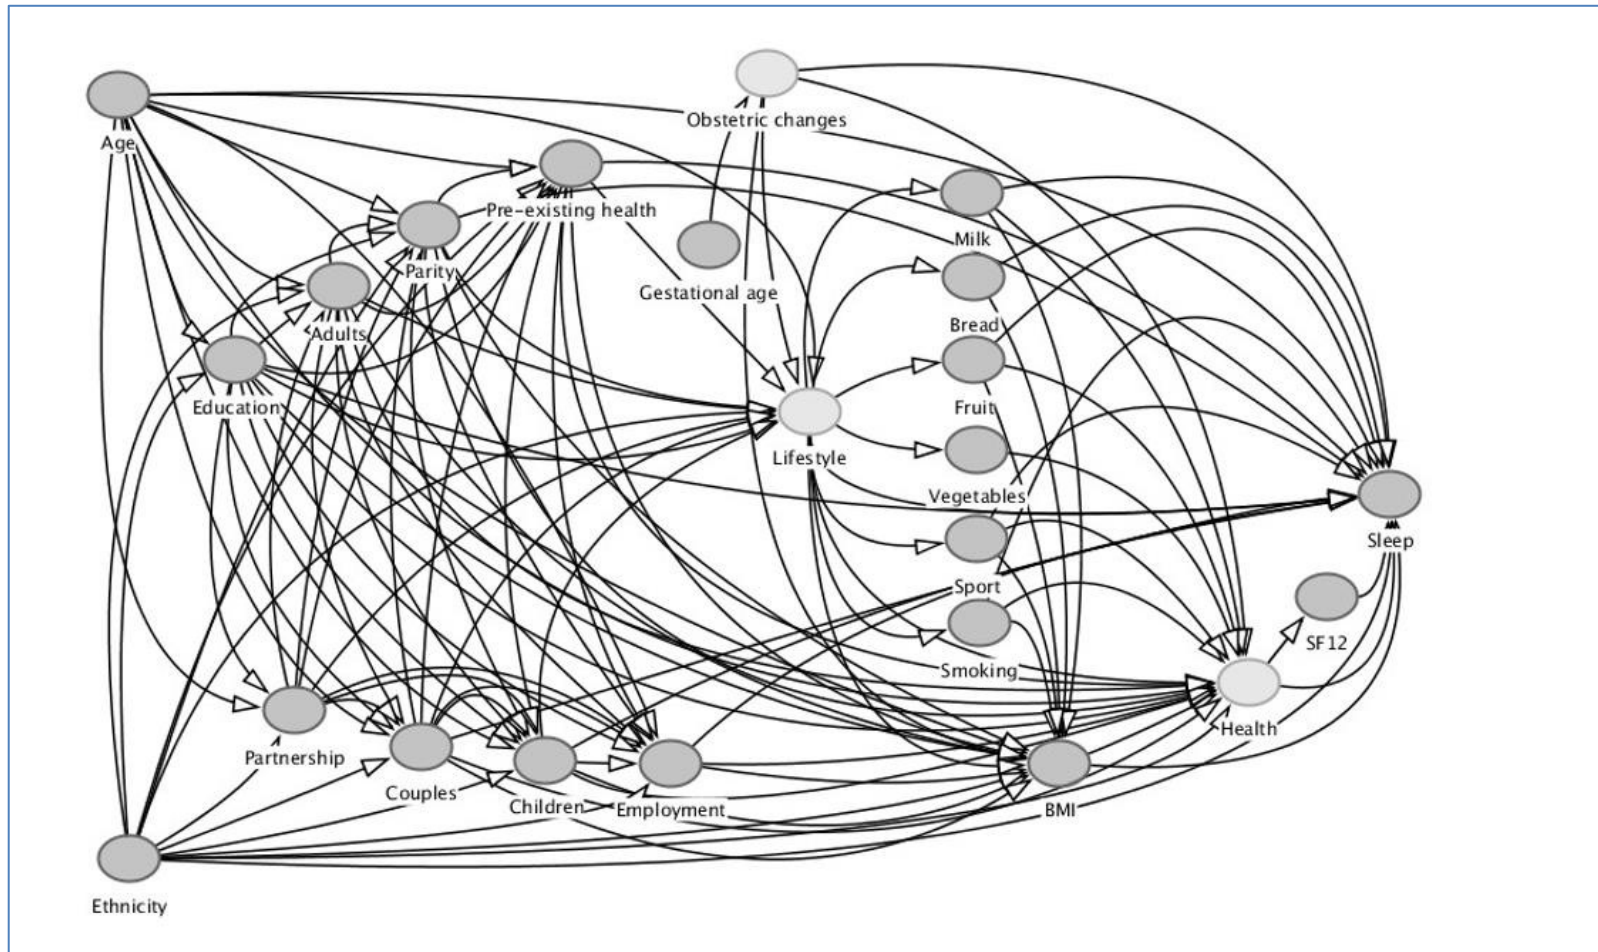 Age
Obstetric changes
Pre-existing health
Milk
Parity
Gestational age
Adults
Bread
Education
Fruit
Lifestyle
Vegetables
Sleep
Sport
SF12
Smoking
Health
Partnership
Couples
Children
Employment
BMI
Ethnicity